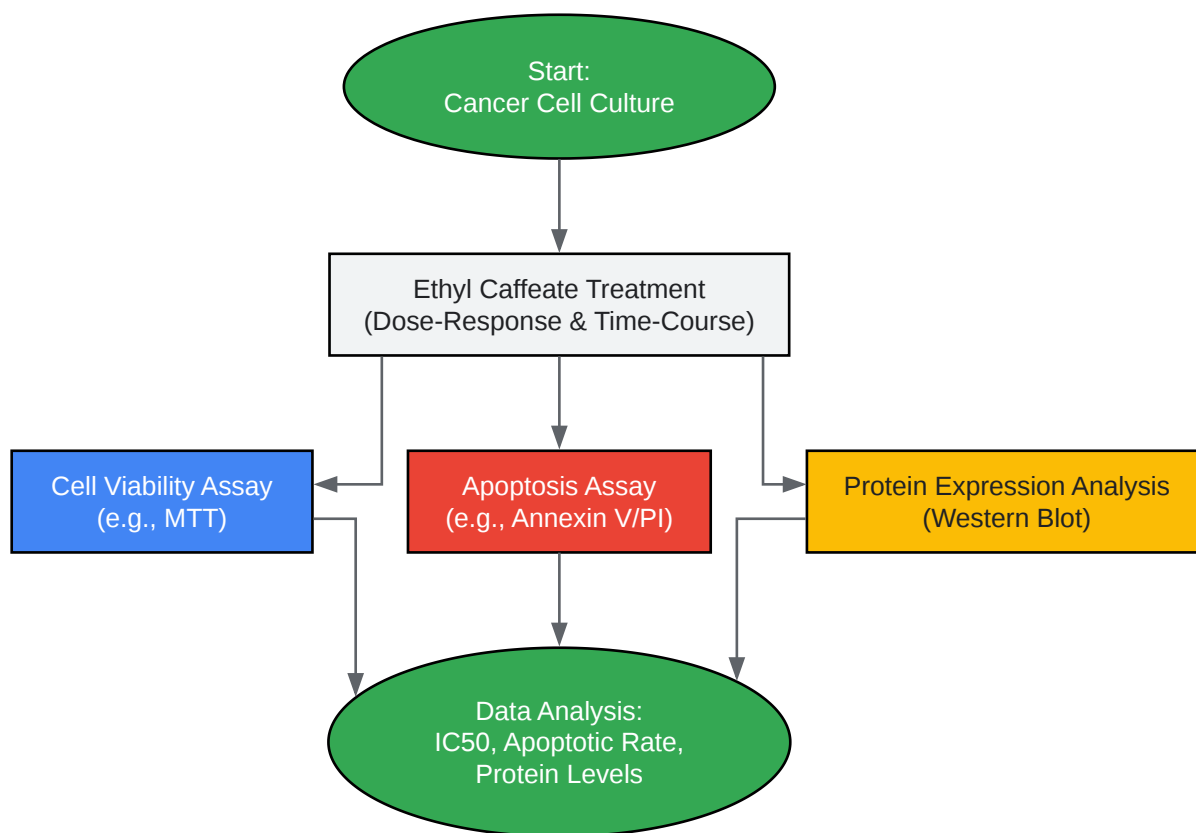 Start:
Cancer Cell Culture
Ethyl Caffeate Treatment
(Dose-Response & Time-Course)
Cell Viability Assay
(e.g., MTT)
Apoptosis Assay
(e.g., Annexin V/PI)
Protein Expression Analysis
(Western Blot)
Data Analysis:
IC50, Apoptotic Rate,
Protein Levels